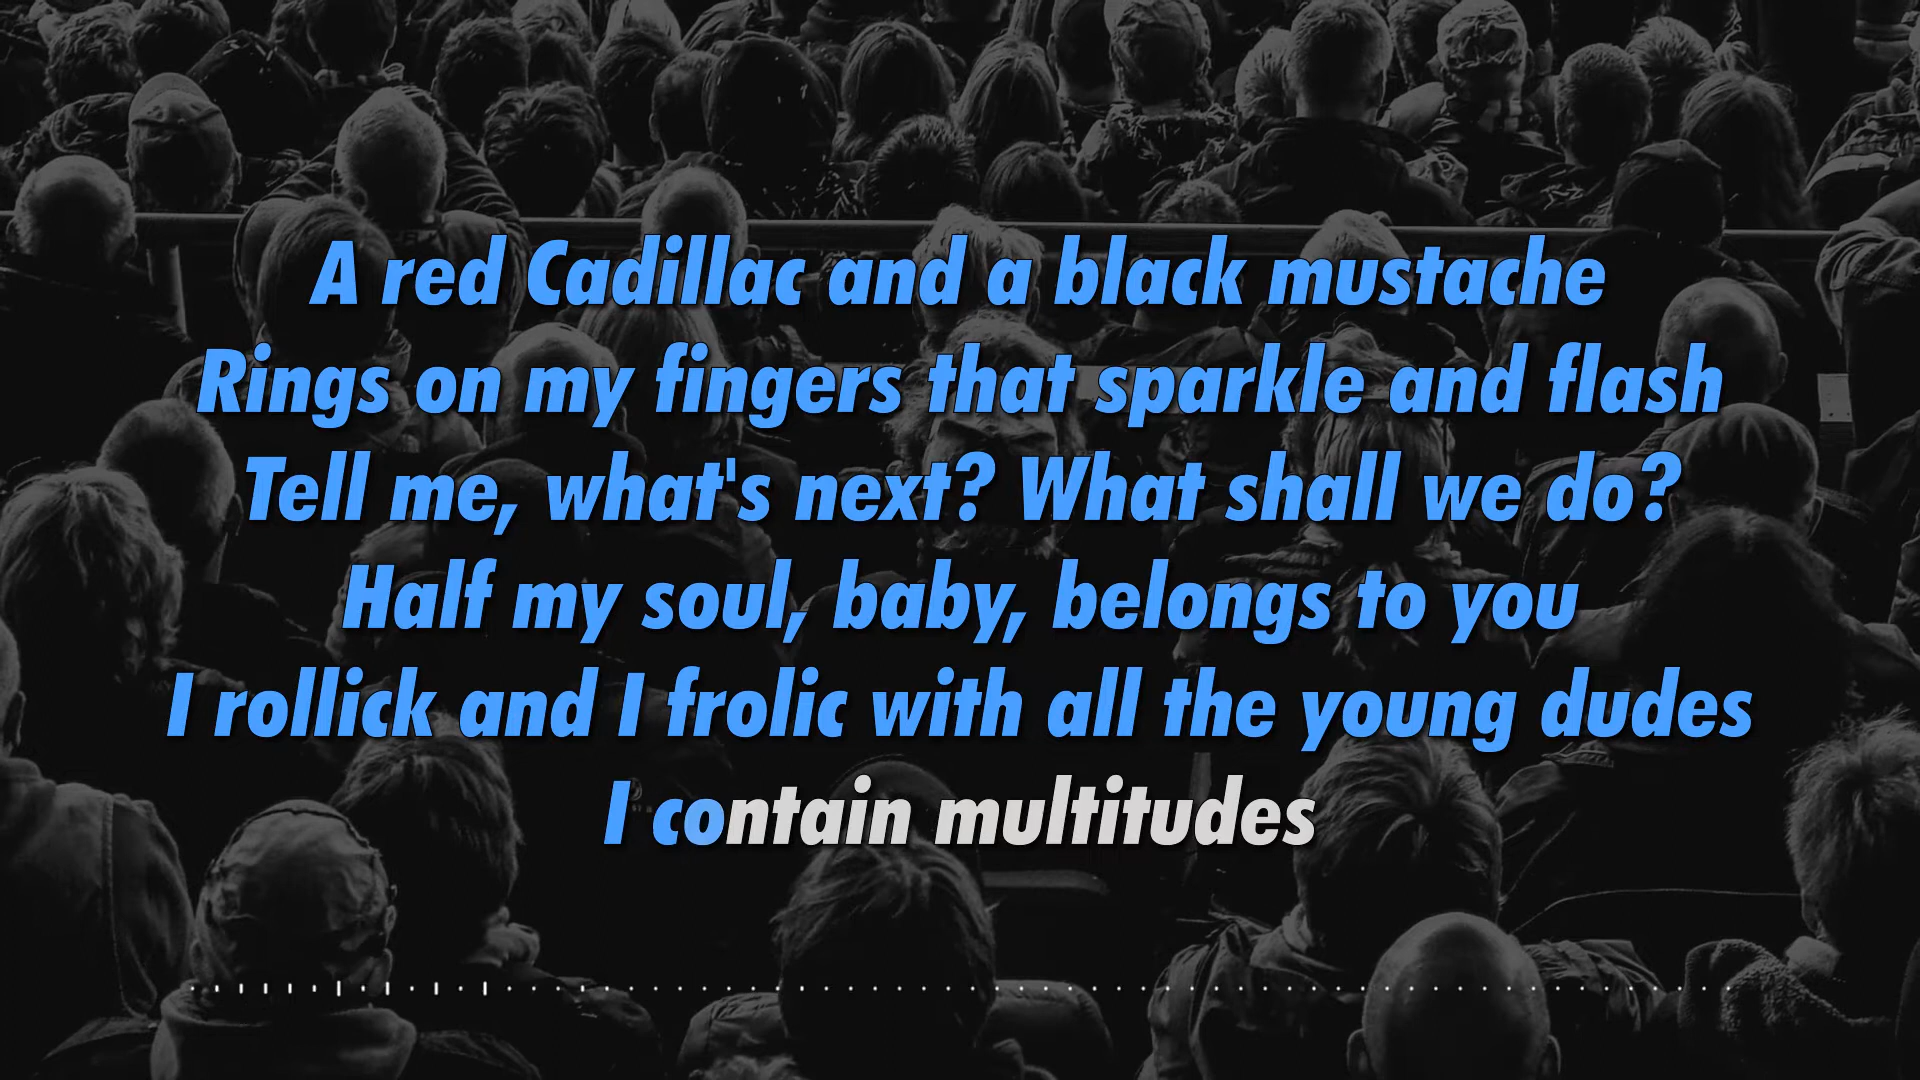 A red Cadillac and a black mustache
Rings on my fingers that sparkle and flash
Tell me, what's next? What shall we do?
Half my soul, baby, belongs to you
I rollick and I frolic with all the young dudes
I contain multitudes